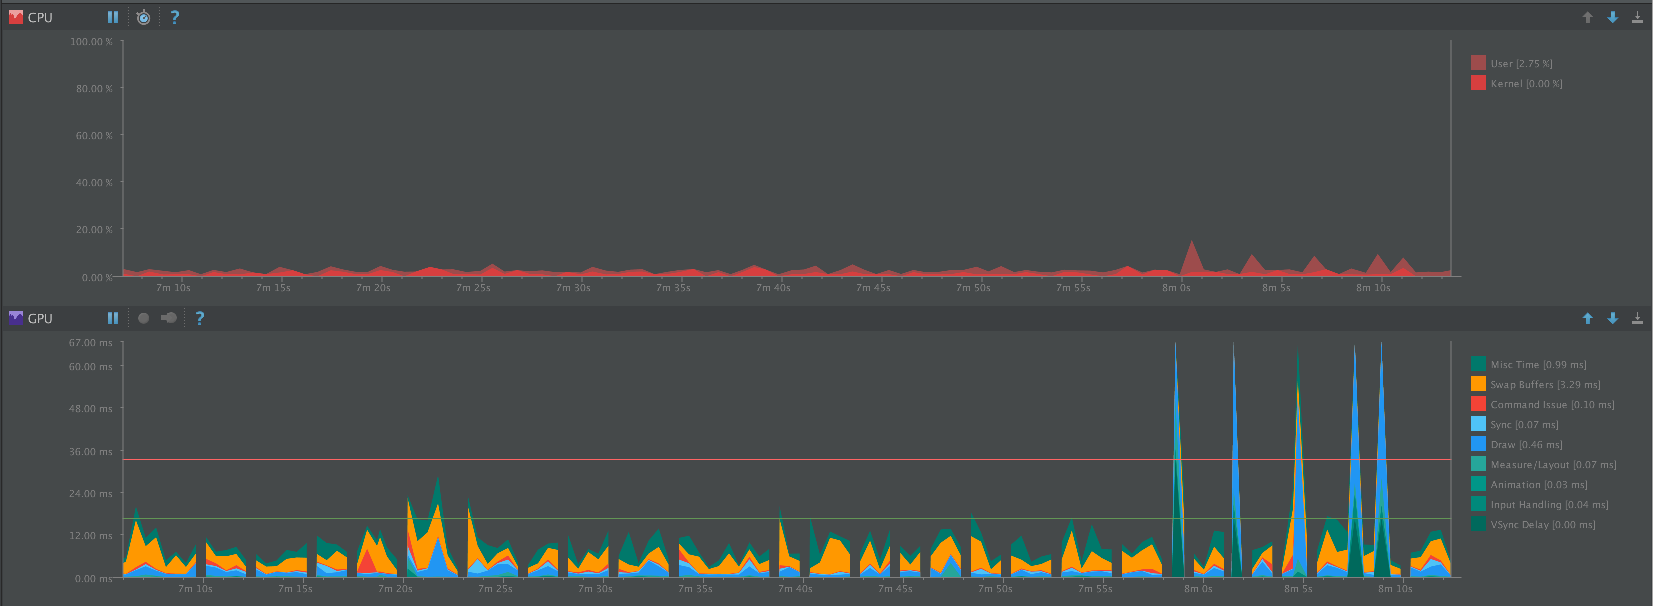 CPU ?
100.00 %
80.00 %
60.00 %
40.00 %
20.00 %
0.00 %
User [2.75 %]
Kernel [0.00 %]
7m 10s 7m 15s 7m 20s 7m 25s 7m 30s 7m 35s 7m 40s 7m 45s 7m 50s 7m 55s 8m 0s 8m 5s 8m 10s
GPU ?
67.00 ms
60.00 ms
48.00 ms
36.00 ms
24.00 ms
12.00 ms
0.00 ms
Misc Time [0.99 ms]
Swap Buffers [3.29 ms]
Command Issue [0.10 ms]
Sync [0.07 ms]
Draw [0.46 ms]
Measure/Layout [0.07 ms]
Animation [0.03 ms]
Input Handling [0.04 ms]
VSync Delay [0.00 ms]
7m 10s 7m 15s 7m 20s 7m 25s 7m 30s 7m 35s 7m 40s 7m 45s 7m 50s 7m 55s 8m 0s 8m 5s 8m 10s